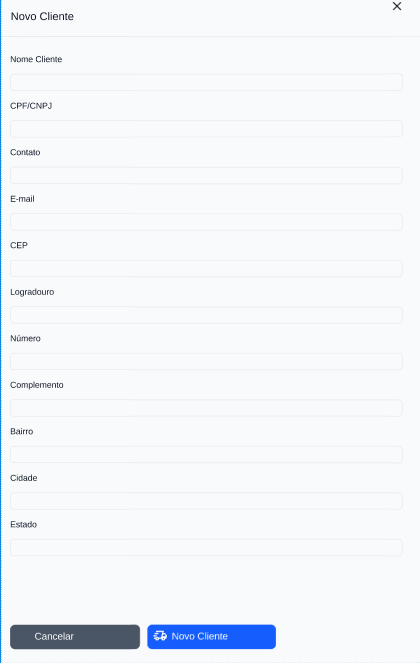 Novo Cliente
Nome Cliente
CPF/CNPJ
Contato
E-mail
CEP
Logradouro
Número
Complemento
Bairro
Cidade
Estado
Cancelar
Novo Cliente